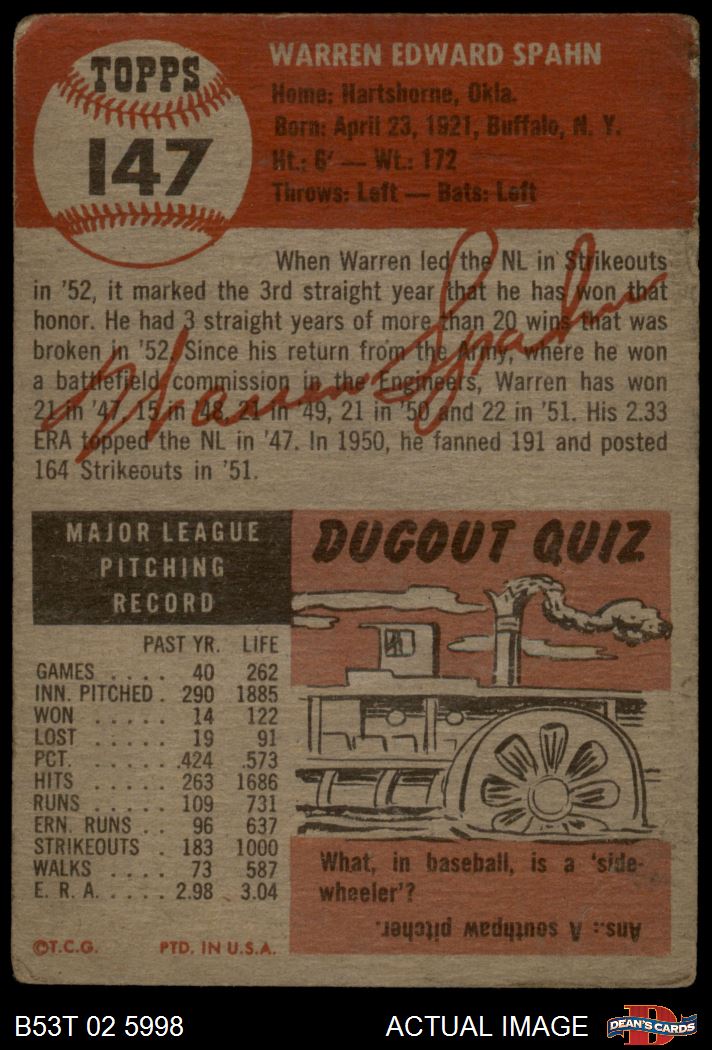 TOPPS
147
WARREN EDWARD SPAHN
Home: Hartshorne, Okla.
Born: April 23, 1921, Buffalo, N. Y.
Ht.: 6' — Wt.: 172
Throws: Left — Bats: Left
When Warren led the NL in Strikeouts
in '52, it marked the 3rd straight year that he has won that
honor. He had 3 straight years of more than 20 wins that was
broken in '52. Since his return from the Army, where he won
a battlefield commission in the Engineers, Warren has won
21 in '47, 15 in '48, 21 in '49, 21 in '50 and 22 in '51. His 2.33
ERA topped the NL in '47. In 1950, he fanned 191 and posted
164 Strikeouts in '51.
Warren Spahn
MAJOR LEAGUE
PITCHING
RECORD
PAST YR. LIFE
GAMES .... 40 262
INN. PITCHED . 290 1885
WON ..... 14 122
LOST ..... 19 91
PCT. ..... .424 .573
HITS ..... 263 1686
RUNS ..... 109 731
ERN. RUNS .. 96 637
STRIKEOUTS . 183 1000
WALKS .... 73 587
E. R. A. .... 2.98 3.04
©T.C.G. PTD. IN U.S.A.
DUGOUT QUIZ
What, in baseball, is a 'side-
wheeler'?
Ans.: A southpaw pitcher.
B53T 02 5998
ACTUAL IMAGE
D
DEAN'S CARDS